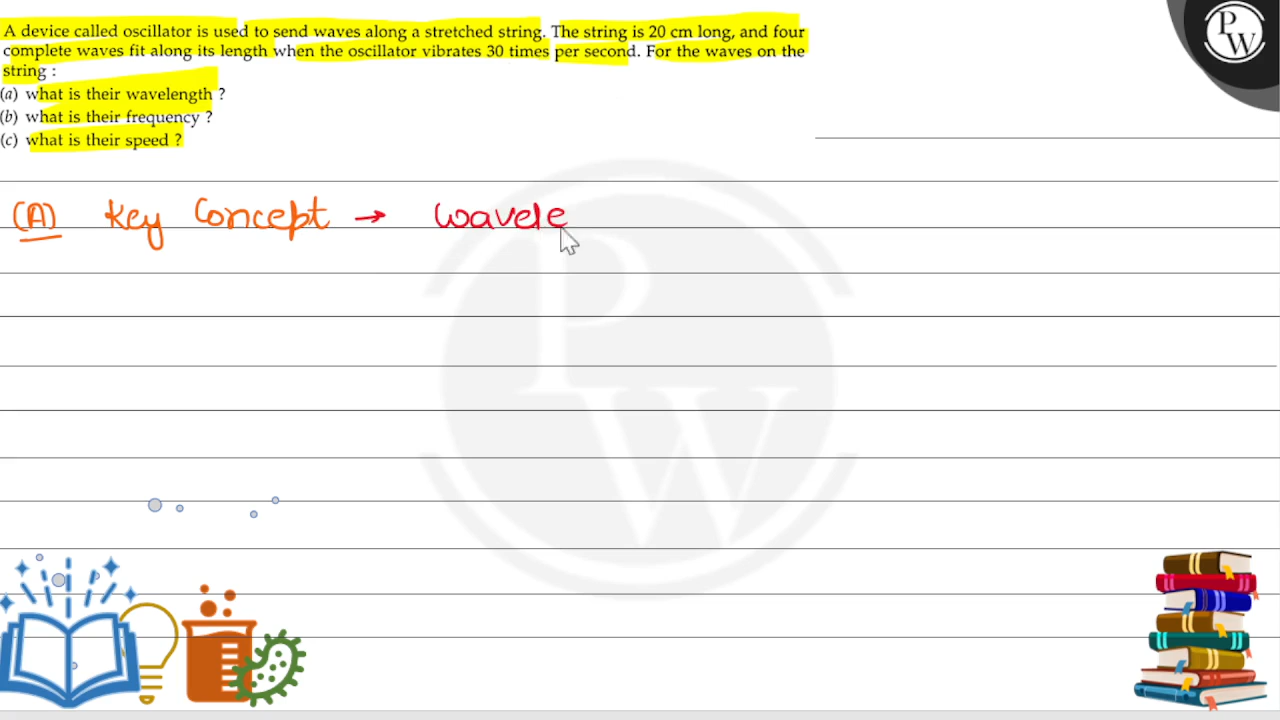 A device called oscillator is used to send waves along a stretched string. The string is 20 cm long, and four
complete waves fit along its length when the oscillator vibrates 30 times per second. For the waves on the
string :
(a) what is their wavelength ?
(b) what is their frequency ?
(c) what is their speed ?
P
W
(A) Key Concept → Wavele
P
W